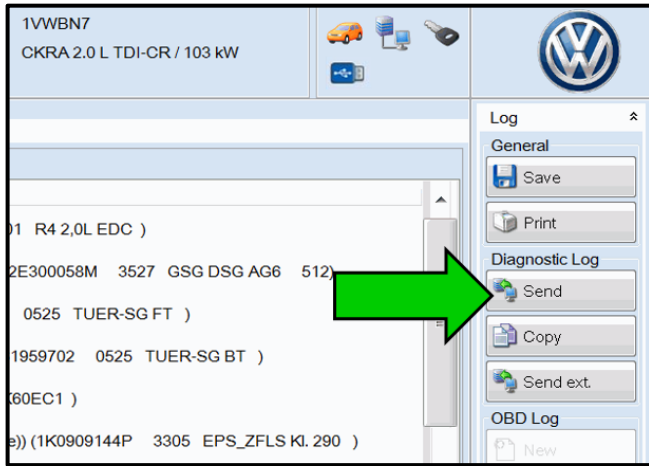 1VWBN7
CKRA 2.0 L TDI-CR / 103 kW
Log
General
Save
Print
Diagnostic Log
Send
Copy
Send ext.
OBD Log
New
R4 2,0L EDC )
2E300058M 3527 GSG DSG AG6 512)
0525 TUER-SG FT )
1959702 0525 TUER-SG BT )
K60EC1 )
e)) (1K0909144P 3305 EPS_ZFLS Kl. 290 )